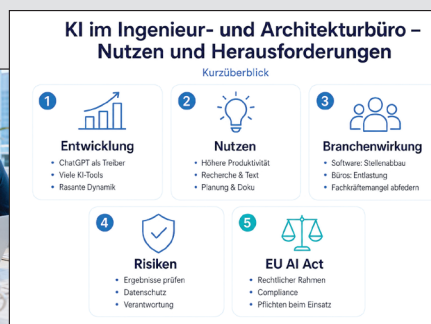 KI im Ingenieur- und Architekturbüro –
Nutzen und Herausforderungen
Kurzüberblick
1
Entwicklung
• ChatGPT als Treiber
• Viele KI-Tools
• Rasante Dynamik
2
Nutzen
• Höhere Produktivität
• Recherche & Text
• Planung & Doku
3
Branchenwirkung
• Software: Stellenabbau
• Büros: Entlastung
• Fachkräftemangel abfedern
4
Risiken
• Ergebnisse prüfen
• Datenschutz
• Verantwortung
5
EU AI Act
• Rechtlicher Rahmen
• Compliance
• Pflichten beim Einsatz